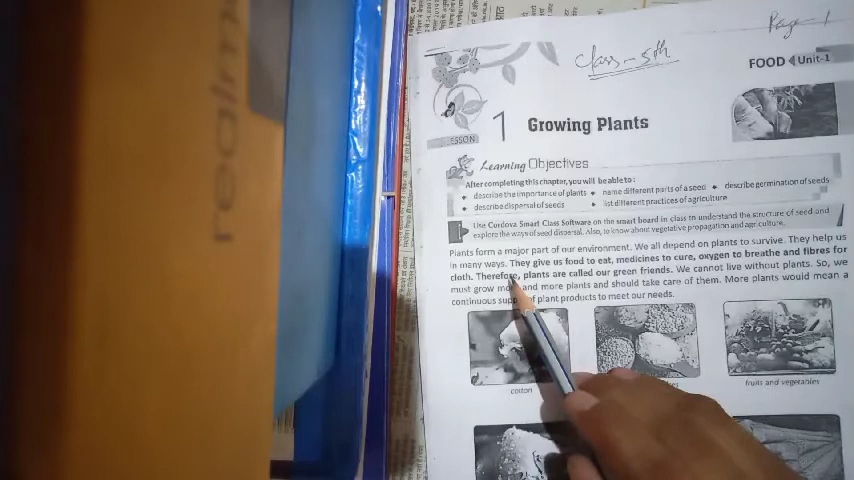 realme
Page-1
Class-5th
FOOD Unit-1
LESSON 1 Growing Plants
Learning Objectives
After completing this chapter, you will be able to:
describe the importance of plants name different parts of a seed describe germination of seeds
describe dispersal of seeds list different practices of agriculture
Use Cordova Smart Class Software on the smart board in class to understand the structure of seed and
explore the ways of seed dispersal. Also, to know about vegetative propagation and agriculture.
Plants form a major part of our environment. We all depend on plants to survive. They help us
in many ways. They give us food to eat, medicines to cure, oxygen to breathe and fibres for
cloth. Therefore, plants are called our green friends. We cannot live without plants. So, we
must grow and more plants and should take care of them. More plants would mean a
continuous of plant products to meet our needs.
cotton fruits and vegetables